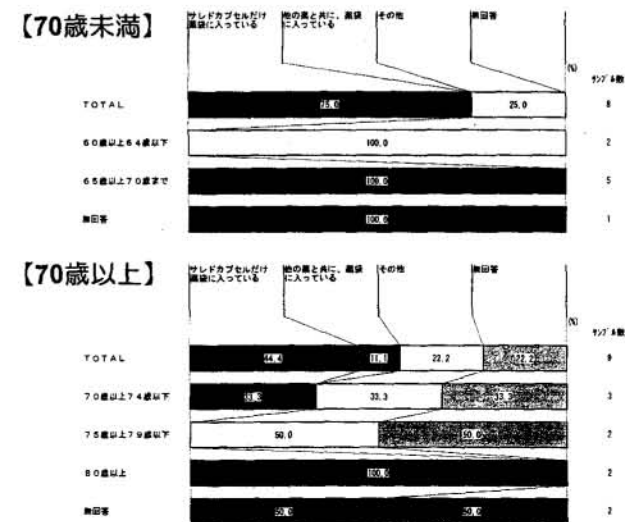 【70歳未満】
サレドカプセルだけ 他の薬と共に、薬袋 その他 無回答
薬袋に入っている に入っている
(%)
サンプル数
TOTAL 75.0 25.0 8
60歳以上64歳以下 100.0 2
65歳以上70歳まで 100.0 5
無回答 100.0 1
【70歳以上】
サレドカプセルだけ 他の薬と共に、薬袋 その他 無回答
薬袋に入っている に入っている
(%)
サンプル数
TOTAL 44.4 11.1 22.2 22.2 9
70歳以上74歳以下 33.3 33.3 33.3 3
75歳以上79歳以下 50.0 50.0 2
80歳以上 100.0 2
無回答 50.0 50.0 2